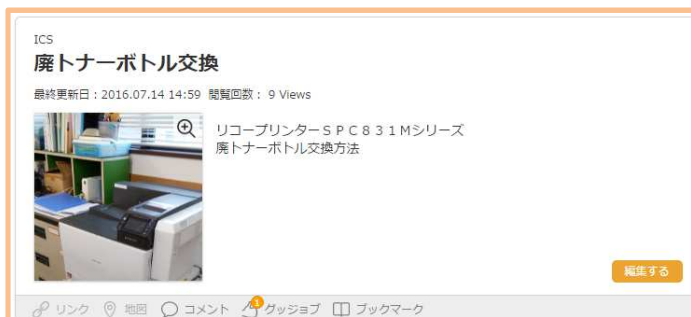 ICS
廃トナーボトル交換
最終更新日：2016.07.14 14:59 閲覧回数： 9 Views
リコープリンターＳＰＣ８３１Ｍシリーズ
廃トナーボトル交換方法
編集する
リンク 地図 コメント 1 グッジョブ ブックマーク